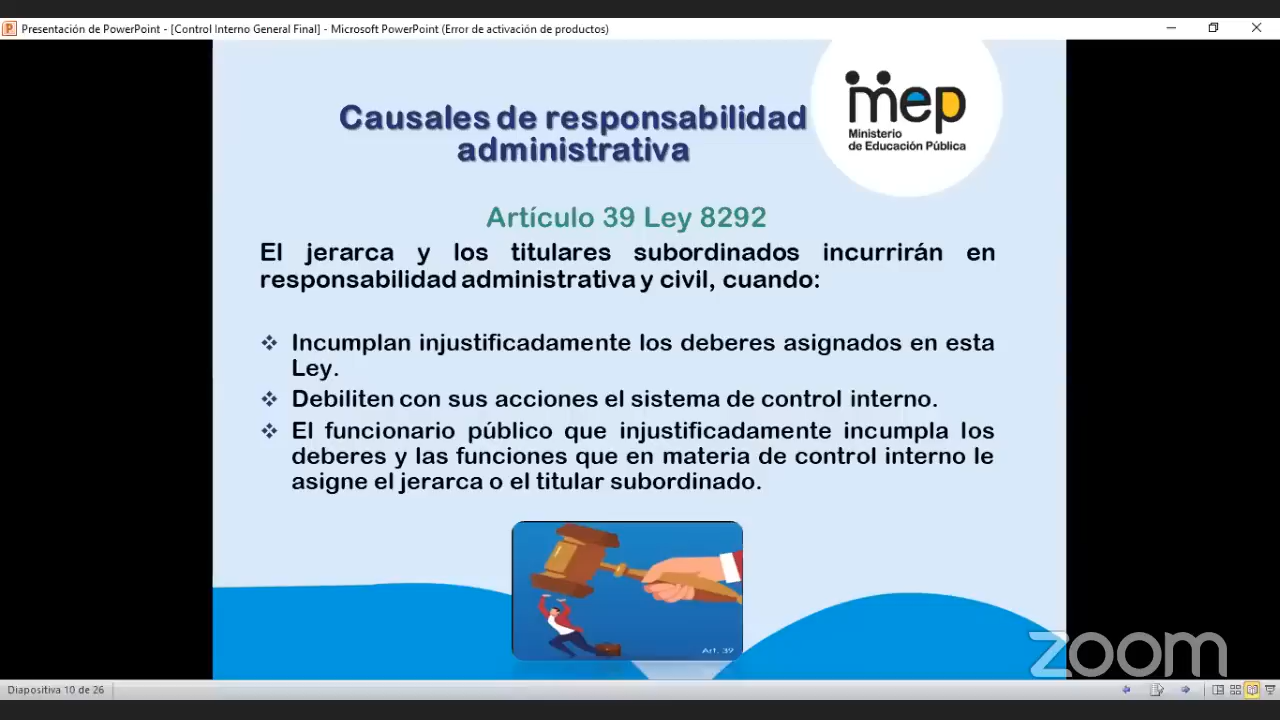 Presentación de PowerPoint - [Control Interno General Final] - Microsoft PowerPoint (Error de activación de productos)
mep
Ministerio
de Educación Pública
Causales de responsabilidad
administrativa
Artículo 39 Ley 8292
El jerarca y los titulares subordinados incurrirán en
responsabilidad administrativa y civil, cuando:
Incumplan injustificadamente los deberes asignados en esta
Ley.
Debiliten con sus acciones el sistema de control interno.
El funcionario público que injustificadamente incumpla los
deberes y las funciones que en materia de control interno le
asigne el jerarca o el titular subordinado.
Art. 39
zoom
Diapositiva 10 de 26